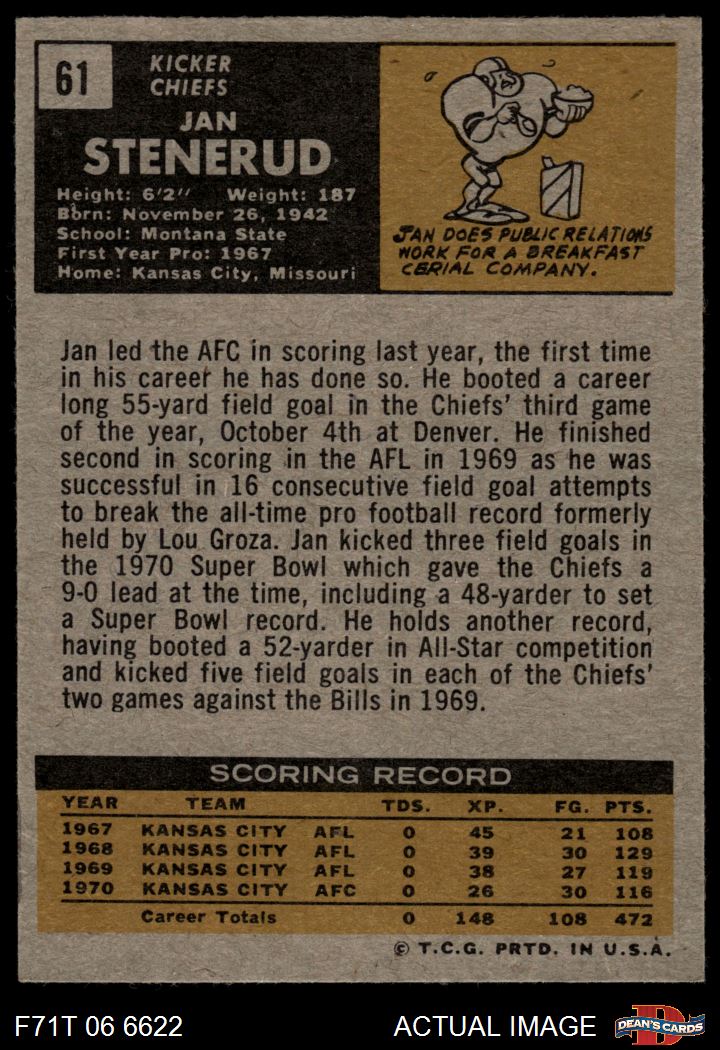 61
KICKER
CHIEFS
JAN
STENERUD
Height: 6'2" Weight: 187
Born: November 26, 1942
School: Montana State
First Year Pro: 1967
Home: Kansas City, Missouri
JAN DOES PUBLIC RELATIONS
WORK FOR A BREAKFAST
CERIAL COMPANY.
Jan led the AFC in scoring last year, the first time
in his career he has done so. He booted a career
long 55-yard field goal in the Chiefs' third game
of the year, October 4th at Denver. He finished
second in scoring in the AFL in 1969 as he was
successful in 16 consecutive field goal attempts
to break the all-time pro football record formerly
held by Lou Groza. Jan kicked three field goals in
the 1970 Super Bowl which gave the Chiefs a
9-0 lead at the time, including a 48-yarder to set
a Super Bowl record. He holds another record,
having booted a 52-yarder in All-Star competition
and kicked five field goals in each of the Chiefs'
two games against the Bills in 1969.
SCORING RECORD
YEAR TEAM TDS. XP. FG. PTS.
1967 KANSAS CITY AFL 0 45 21 108
1968 KANSAS CITY AFL 0 39 30 129
1969 KANSAS CITY AFL 0 38 27 119
1970 KANSAS CITY AFC 0 26 30 116
Career Totals 0 148 108 472
© T.C.G. PRTD. IN U.S.A.
F71T 06 6622 ACTUAL IMAGE DEAN'S CARDS